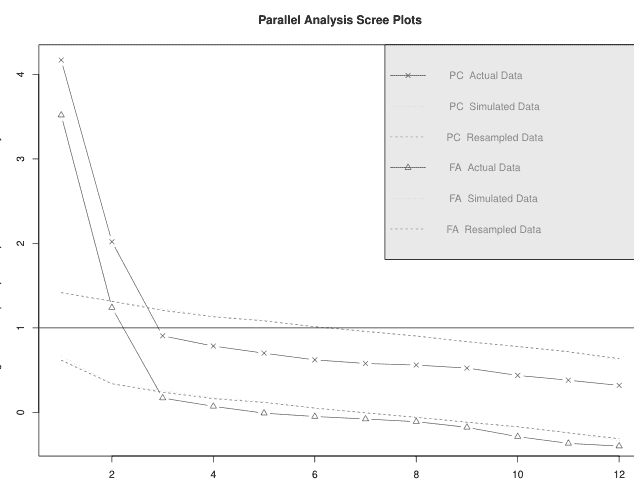 Parallel Analysis Scree Plots
PC Actual Data
PC Simulated Data
PC Resampled Data
FA Actual Data
FA Simulated Data
FA Resampled Data
4
3
2
1
0
2 4 6 8 10 12